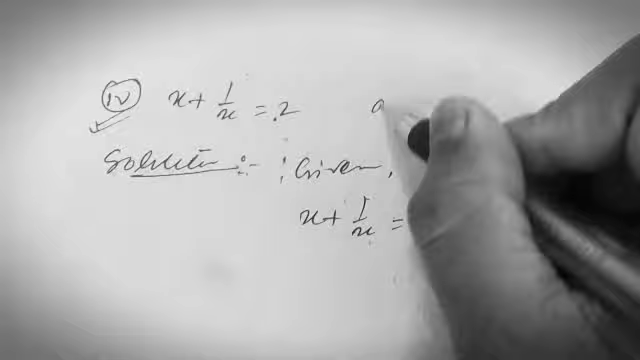 (iv) x + 1/x = 2
Solution :- Given,
x + 1/x =